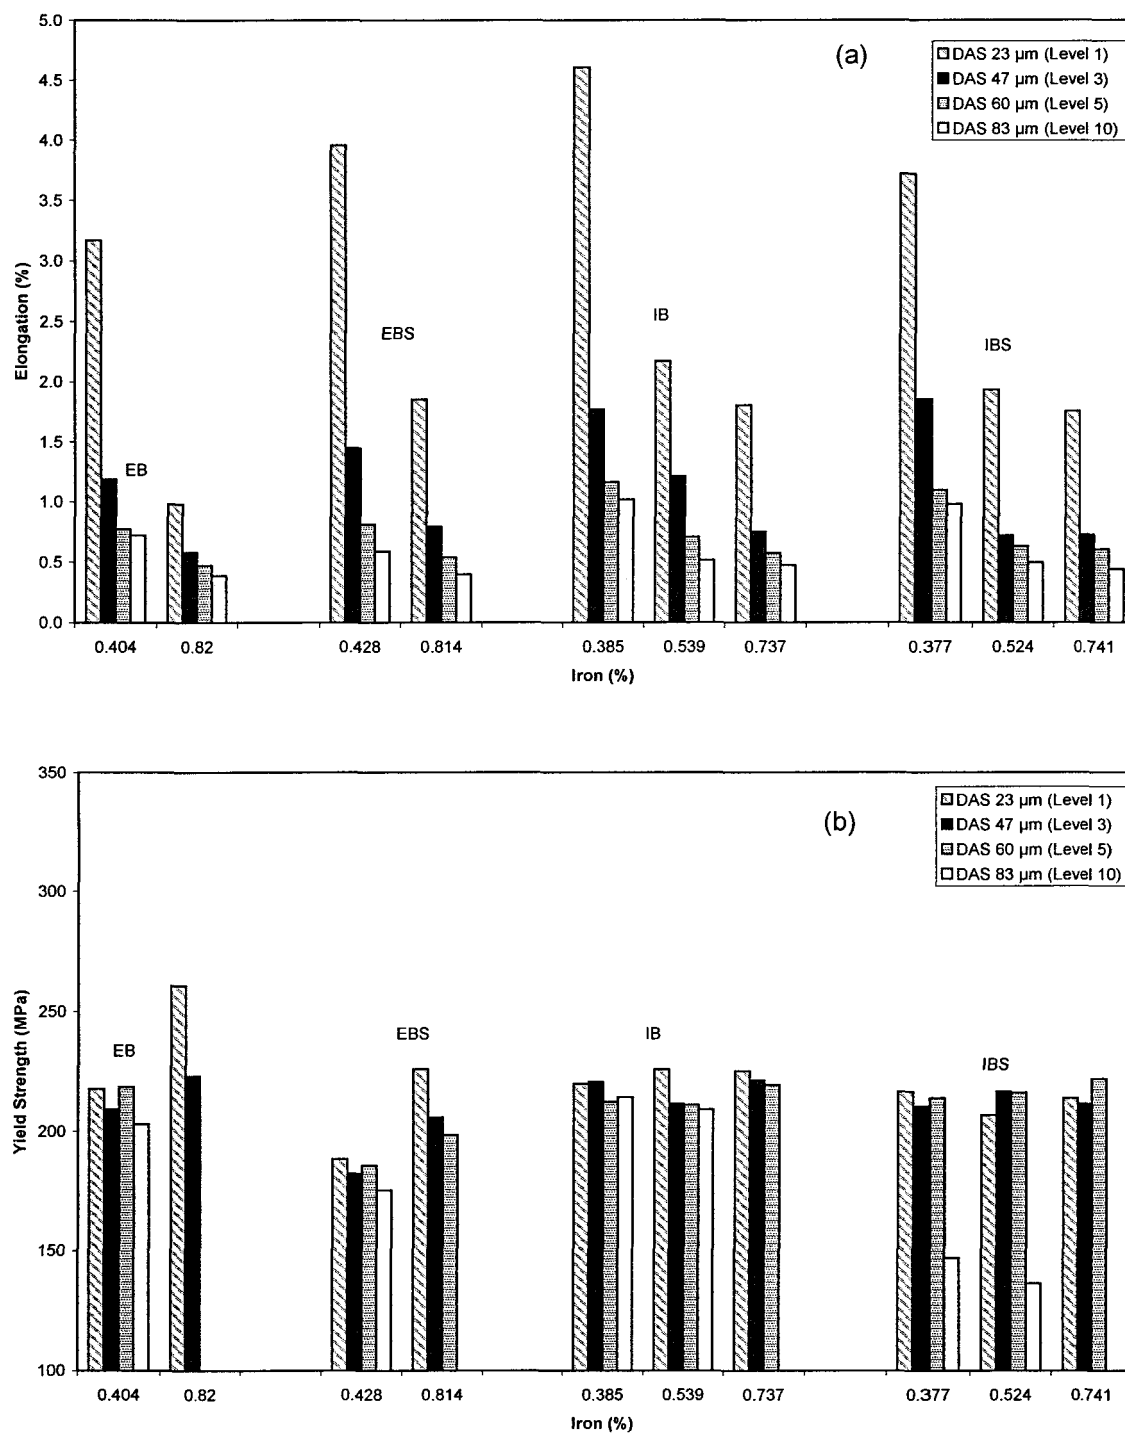 5.0
4.5
4.0
3.5
3.0
2.5
2.0
1.5
1.0
0.5
0.0
Elongation (%)
(a)
DAS 23 µm (Level 1)
DAS 47 µm (Level 3)
DAS 60 µm (Level 5)
DAS 83 µm (Level 10)
EB
EBS
IB
IBS
0.404 0.82 0.428 0.814 0.385 0.539 0.737 0.377 0.524 0.741
Iron (%)
350
300
250
200
150
100
Yield Strength (MPa)
(b)
DAS 23 µm (Level 1)
DAS 47 µm (Level 3)
DAS 60 µm (Level 5)
DAS 83 µm (Level 10)
EB
EBS
IB
IBS
0.404 0.82 0.428 0.814 0.385 0.539 0.737 0.377 0.524 0.741
Iron (%)